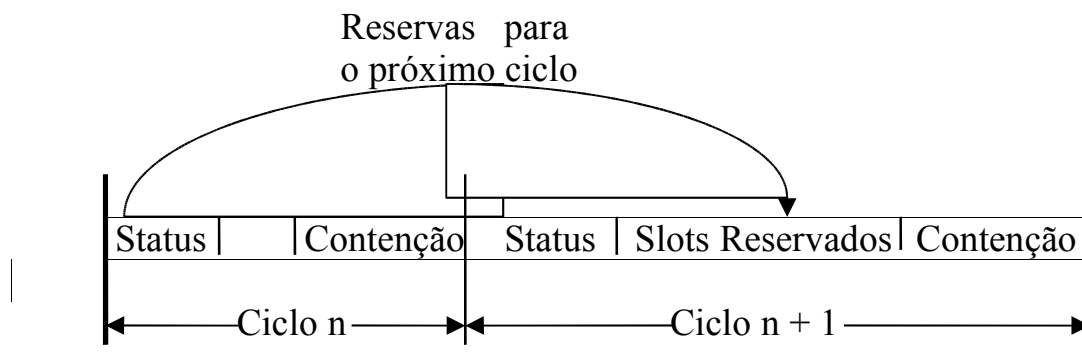 Reservas para
o próximo ciclo
Status | | Contenção Status | Slots Reservados | Contenção
Ciclo n Ciclo n + 1